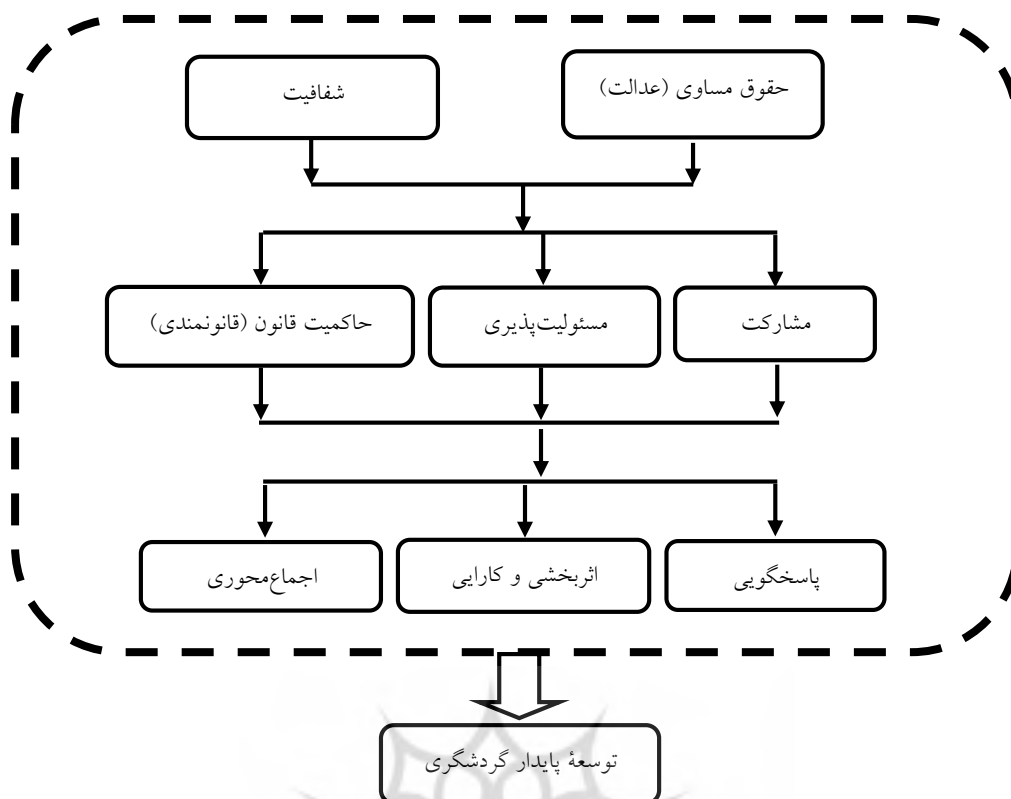 حقوق مساوی (عدالت)
شفافیت
مشارکت
مسئولیت‌پذیری
حاکمیت قانون (قانونمندی)
پاسخگویی
اثربخشی و کارایی
اجماع‌محوری
توسعهٔ پایدار گردشگری